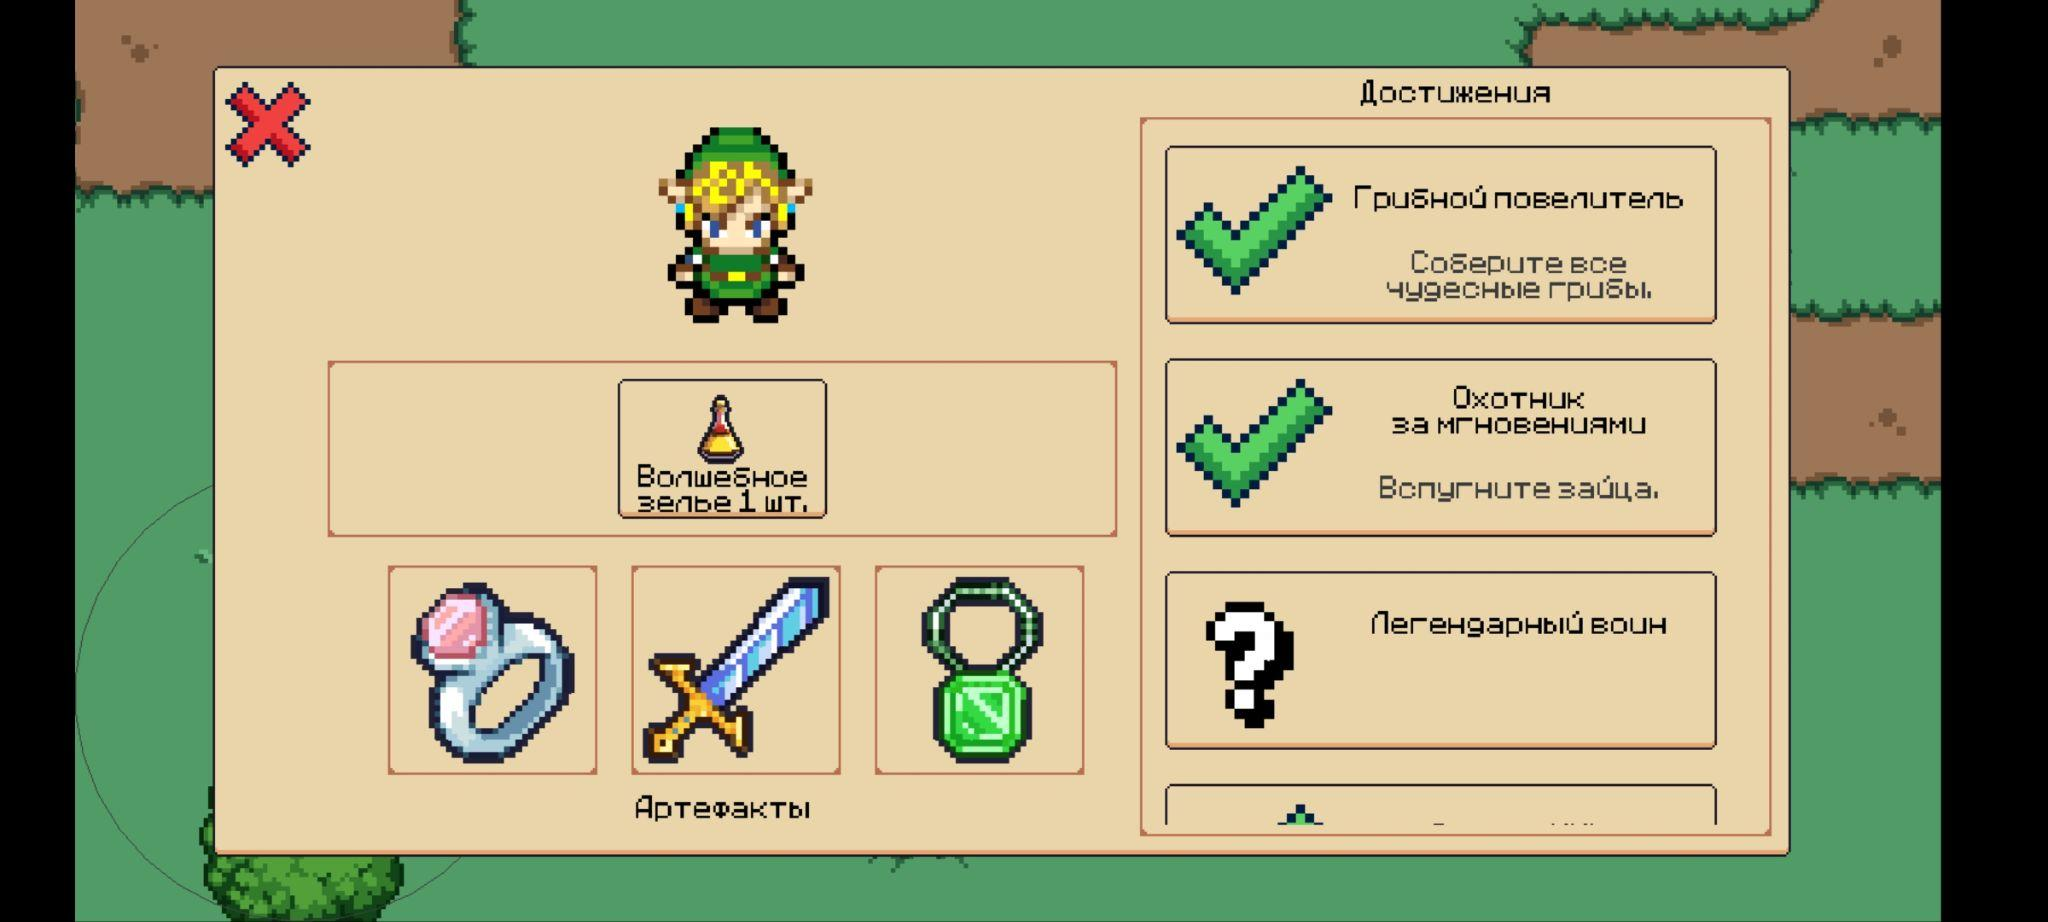 Достижения
Грибной повелитель
Соберите все
чудесные грибы.
Охотник
за мгновениями
Вспугните зайца.
Легендарный воин
Волшебное
зелье 1 шт.
Артефакты